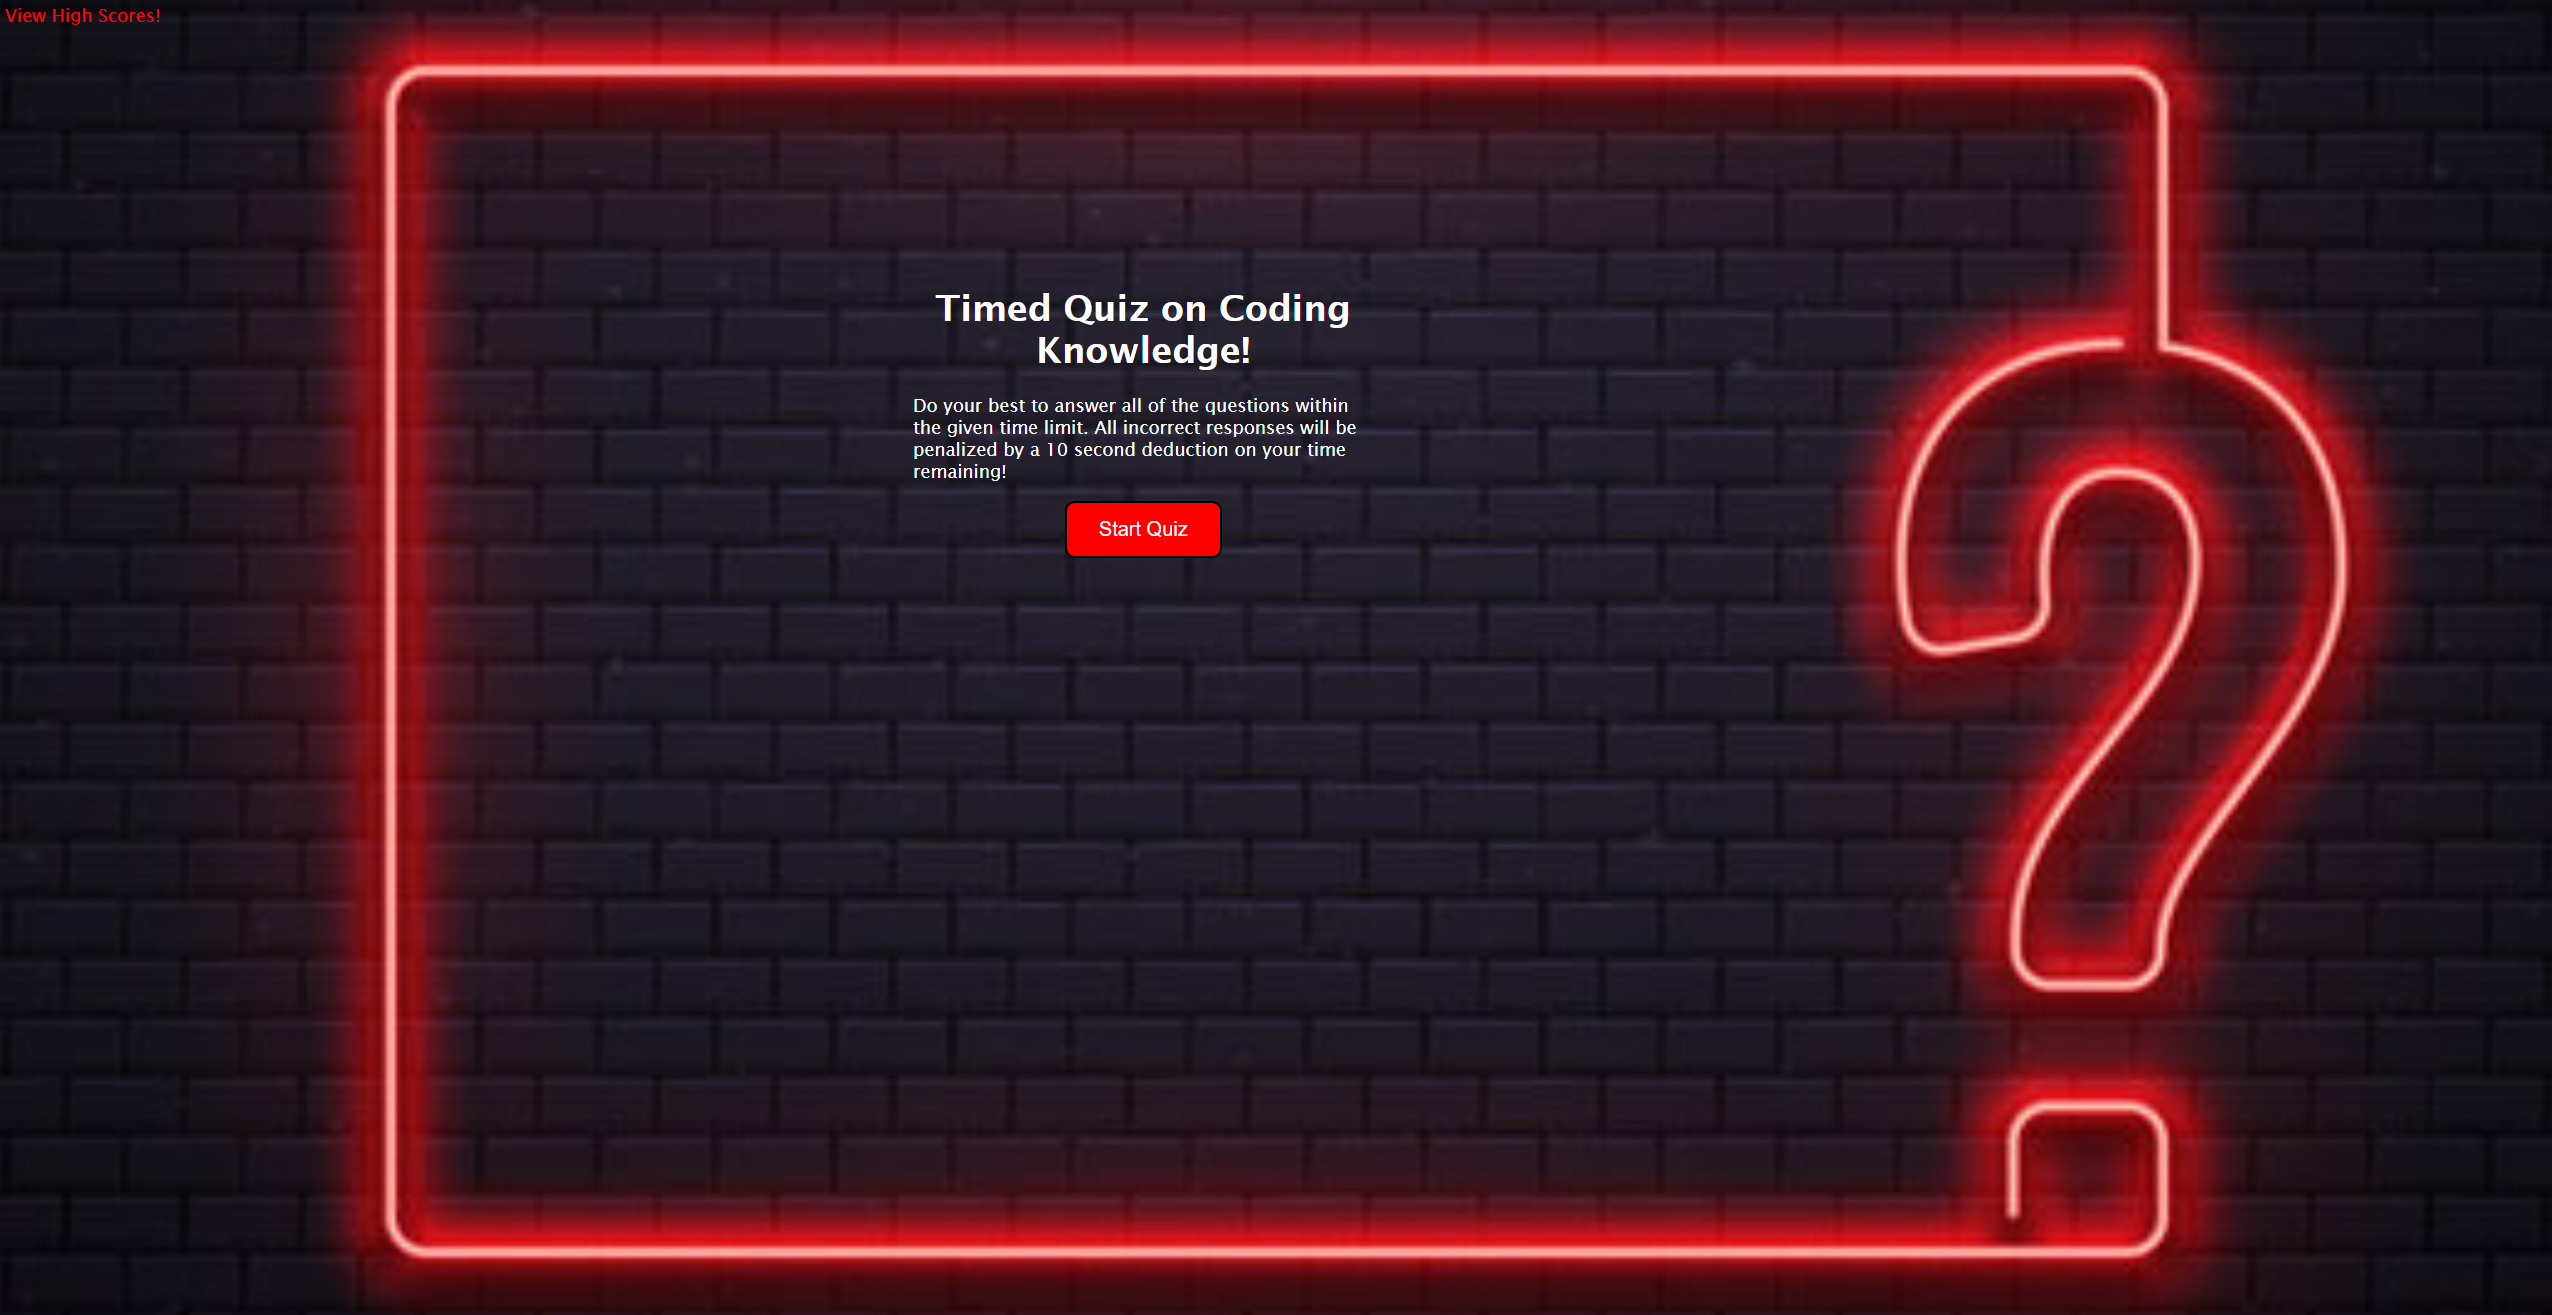 View High Scores!
Timed Quiz on Coding
Knowledge!
Do your best to answer all of the questions within
the given time limit. All incorrect responses will be
penalized by a 10 second deduction on your time
remaining!
Start Quiz